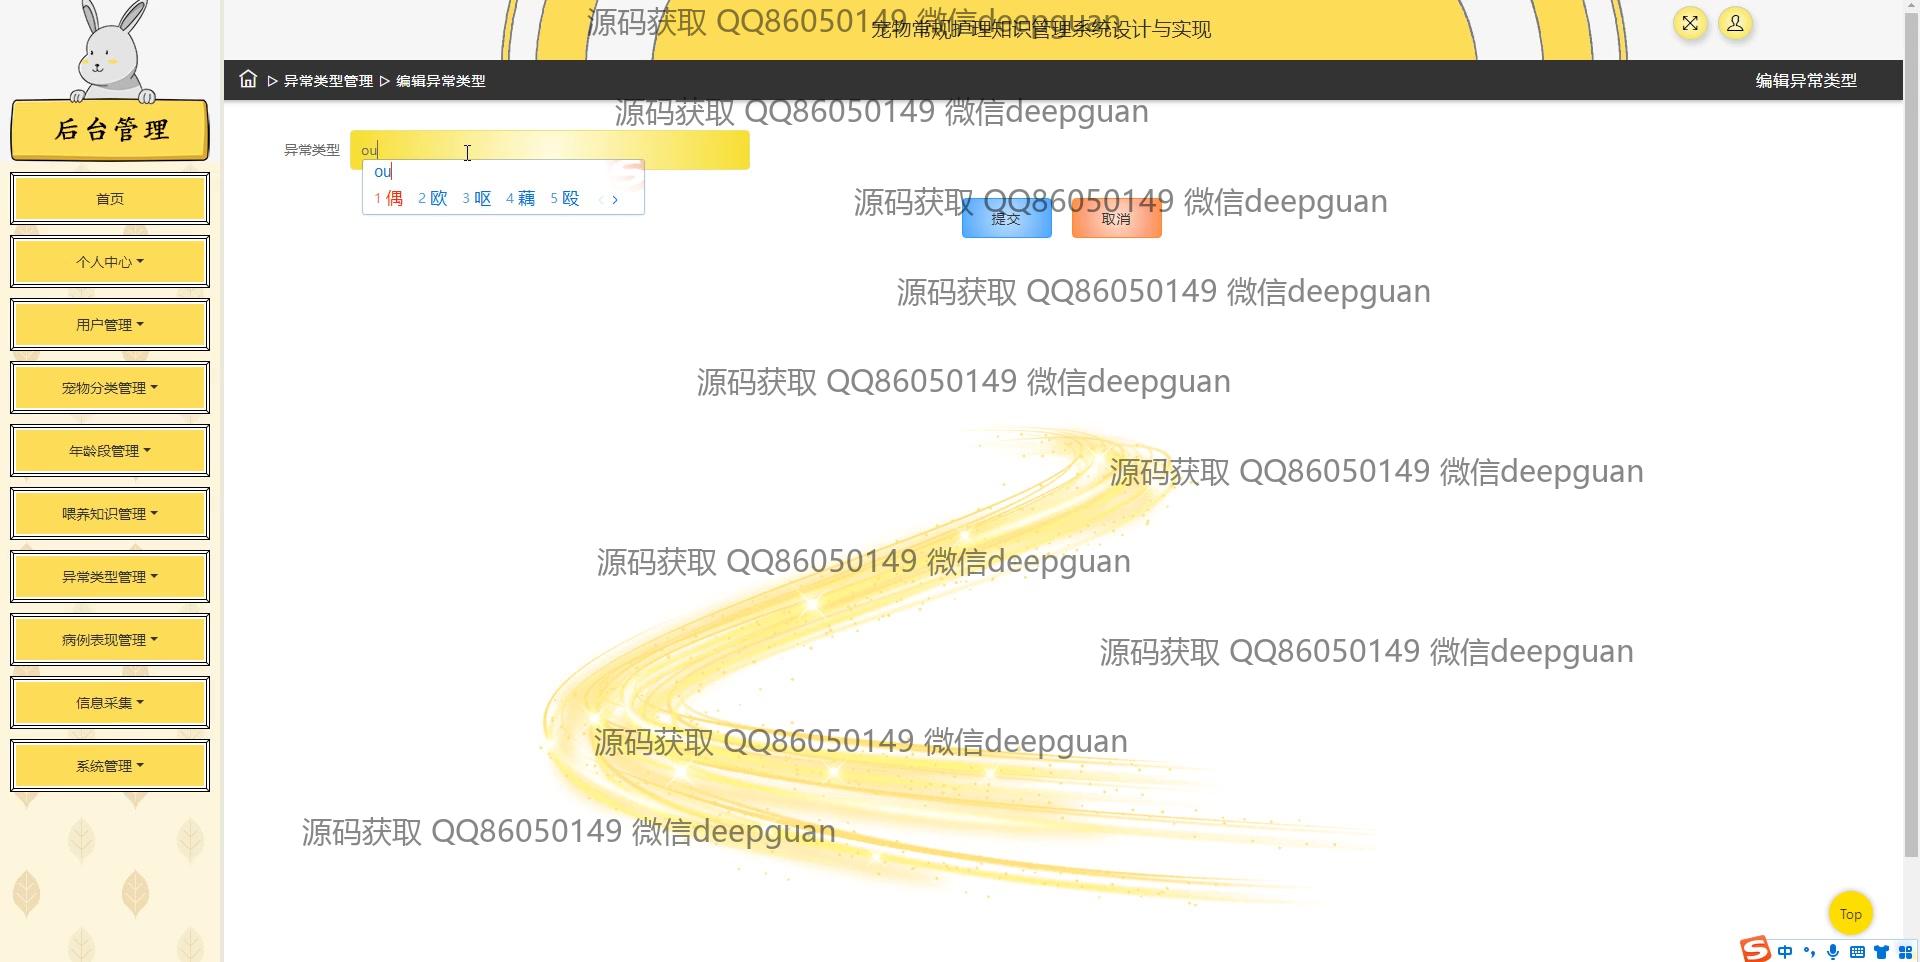 源码获取 QQ86050149 微信deepguan
宠物常规护理知识管理系统设计与实现
异常类型管理 编辑异常类型
编辑异常类型
源码获取 QQ86050149 微信deepguan
后台管理
异常类型 ou
ou
1 偶 2 欧 3 呕 4 藕 5 殴
首页
源码获取 QQ86050149 微信deepguan
提交 取消
个人中心
源码获取 QQ86050149 微信deepguan
用户管理
宠物分类管理
源码获取 QQ86050149 微信deepguan
年龄段管理
源码获取 QQ86050149 微信deepguan
喂养知识管理
异常类型管理
源码获取 QQ86050149 微信deepguan
病例表现管理
源码获取 QQ86050149 微信deepguan
信息采集
源码获取 QQ86050149 微信deepguan
系统管理
源码获取 QQ86050149 微信deepguan
Top
中